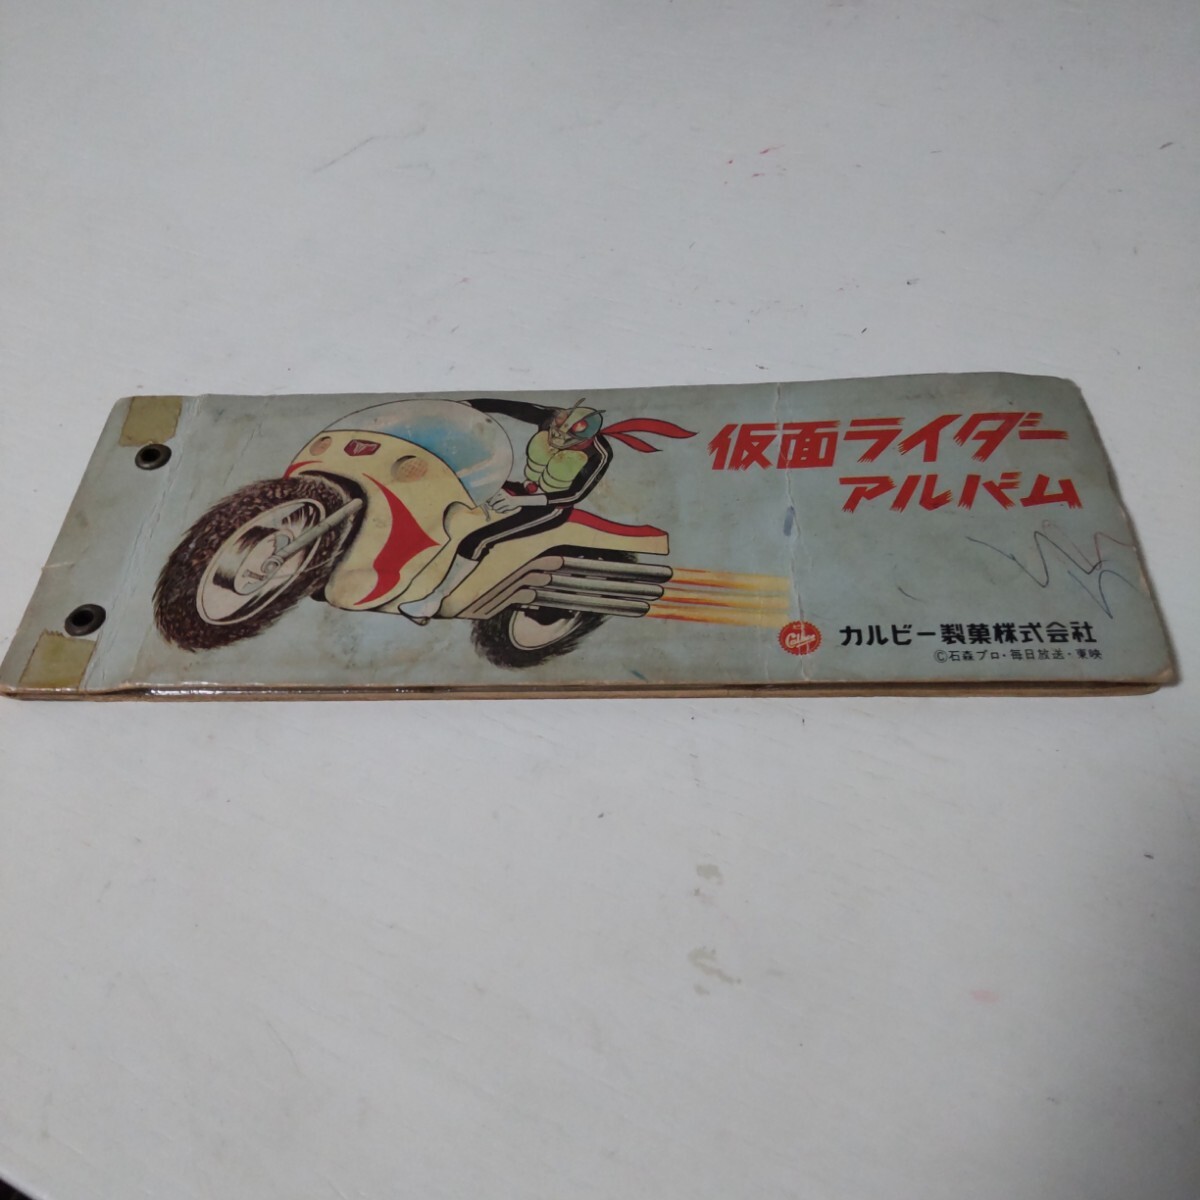 仮面ライダー
アルバム
Calbee
カルビー製菓株式会社
©石森プロ・毎日放送・東映